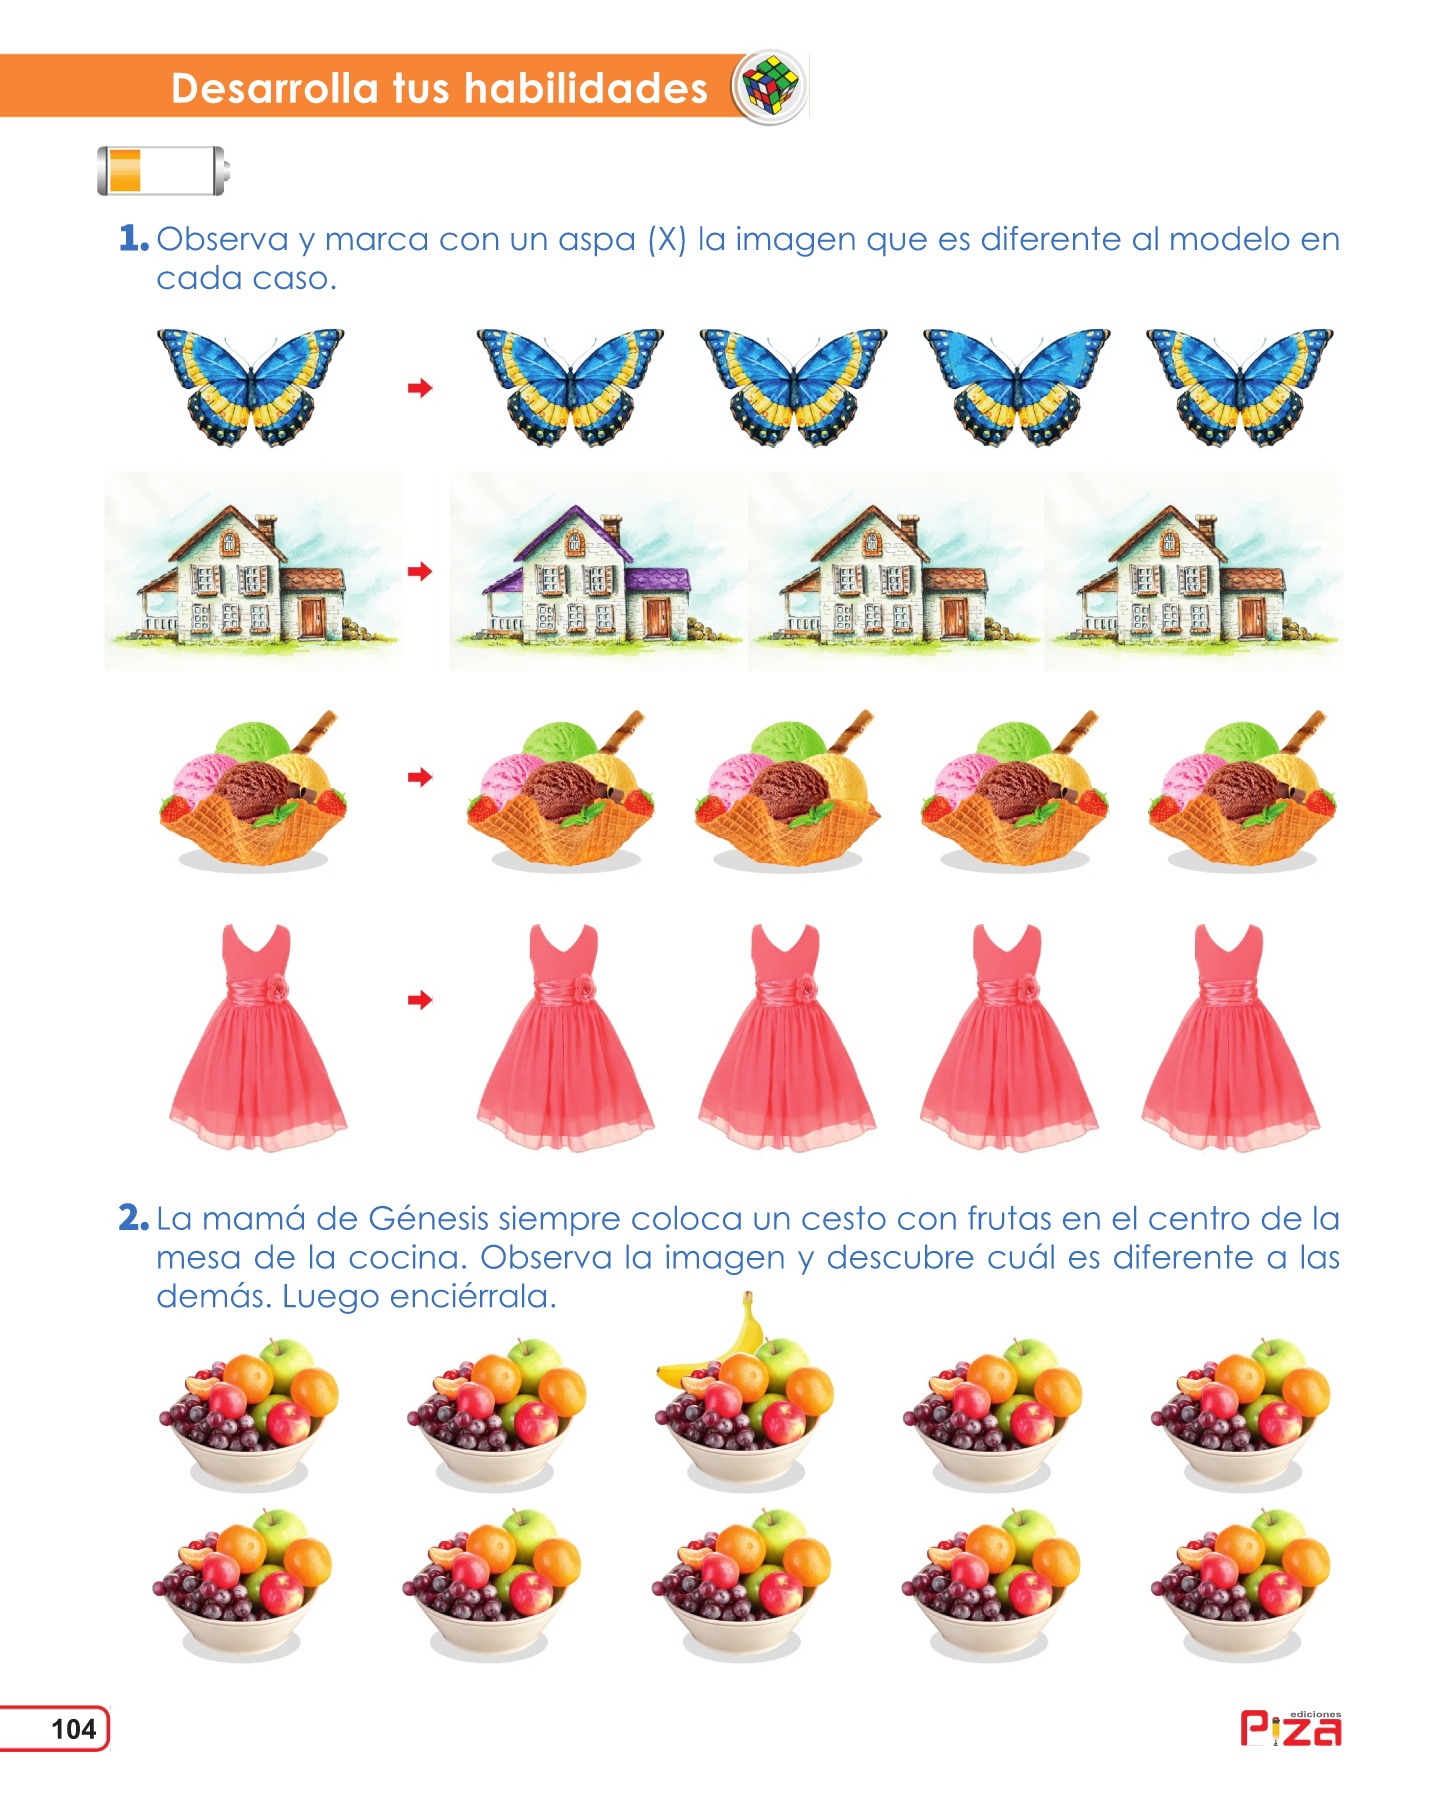 Desarrolla tus habilidades
1. Observa y marca con un aspa (X) la imagen que es diferente al modelo en
cada caso.
2. La mamá de Génesis siempre coloca un cesto con frutas en el centro de la
mesa de la cocina. Observa la imagen y descubre cuál es diferente a las
demás. Luego enciérrala.
104
ediciones
Piza